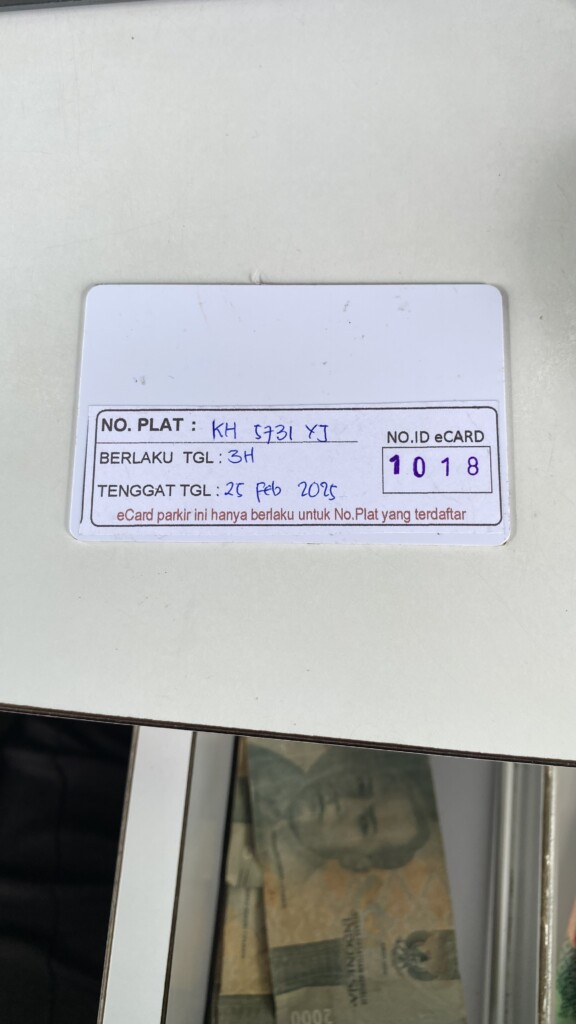 NO. PLAT : KH 5731 YJ
NO.ID eCARD
BERLAKU TGL : 3H
1018
TENGGAT TGL : 25 Feb 2025
eCard parkir ini hanya berlaku untuk No.Plat yang terdaftar
2000